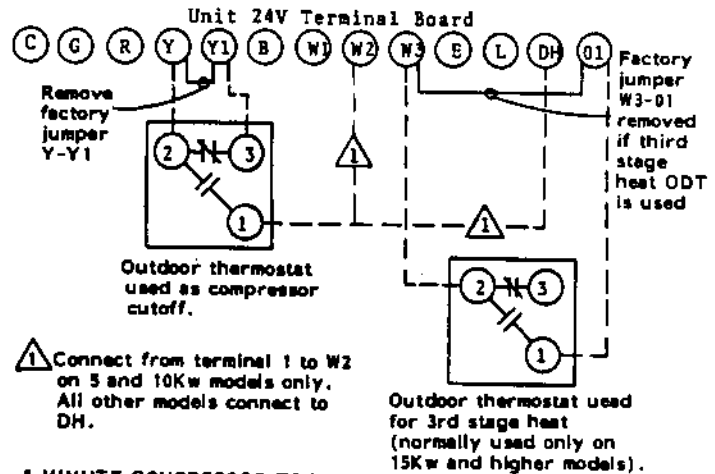 Unit 24V Terminal Board
C G R Y Y1 B W1 W2 W3 E L DH 01
Remove
factory
jumper
Y-Y1
Factory
jumper
W3-01
removed
if third
stage
heat ODT
is used
2 3
1
1
1
Outdoor thermostat
used as compressor
cutoff.
2 3
1
1 Connect from terminal 1 to W2
on 5 and 10Kw models only.
All other models connect to
DH.
Outdoor thermostat used
for 3rd stage heat
(normally used only on
15Kw and higher models).